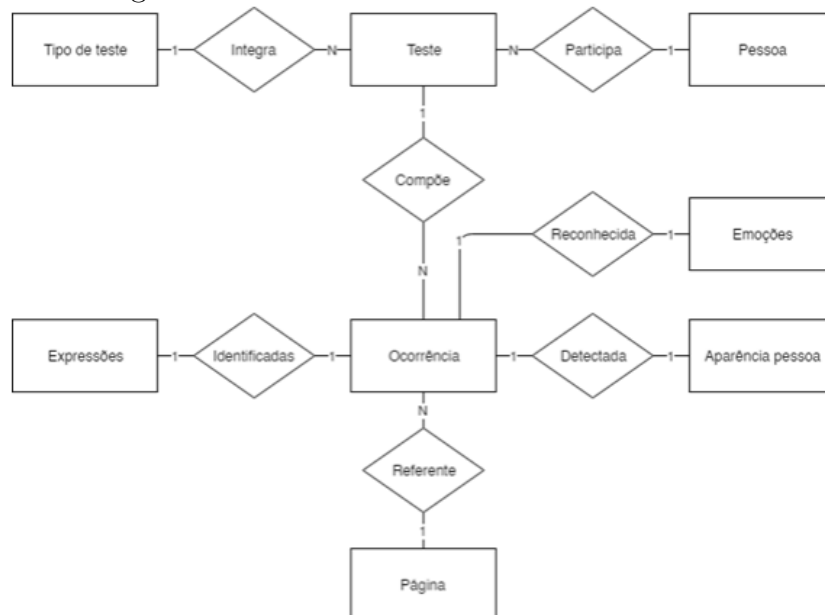 Tipo de teste 1 Integra N Teste N Participa 1 Pessoa
1
Compõe
N
1 Reconhecida 1 Emoções
Expressões 1 Identificadas 1 Ocorrência 1 Detectada 1 Aparência pessoa
N
Referente
1
Página